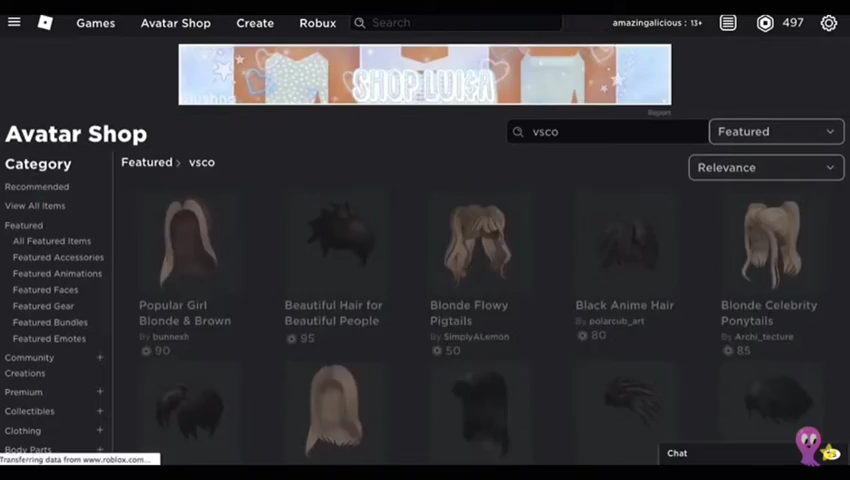 Games Avatar Shop Create Robux Search amazingalicious : 13+ 497
SHOP LUISA
Report
Avatar Shop
vsco Featured
Category
Featured > vsco
Relevance
Recommended
View All Items
Featured
All Featured Items
Featured Accessories
Featured Animations
Featured Faces
Featured Gear
Featured Bundles
Featured Emotes
Community +
Creations
Premium +
Collectibles +
Clothing +
Body Parts
Popular Girl
Blonde & Brown
By bunnexh
90
Beautiful Hair for
Beautiful People
95
Blonde Flowy
Pigtails
By SimplyALemon
50
Black Anime Hair
By polarcub_art
80
Blonde Celebrity
Ponytails
By Archi_tecture
85
Chat
Transferring data from www.roblox.com...